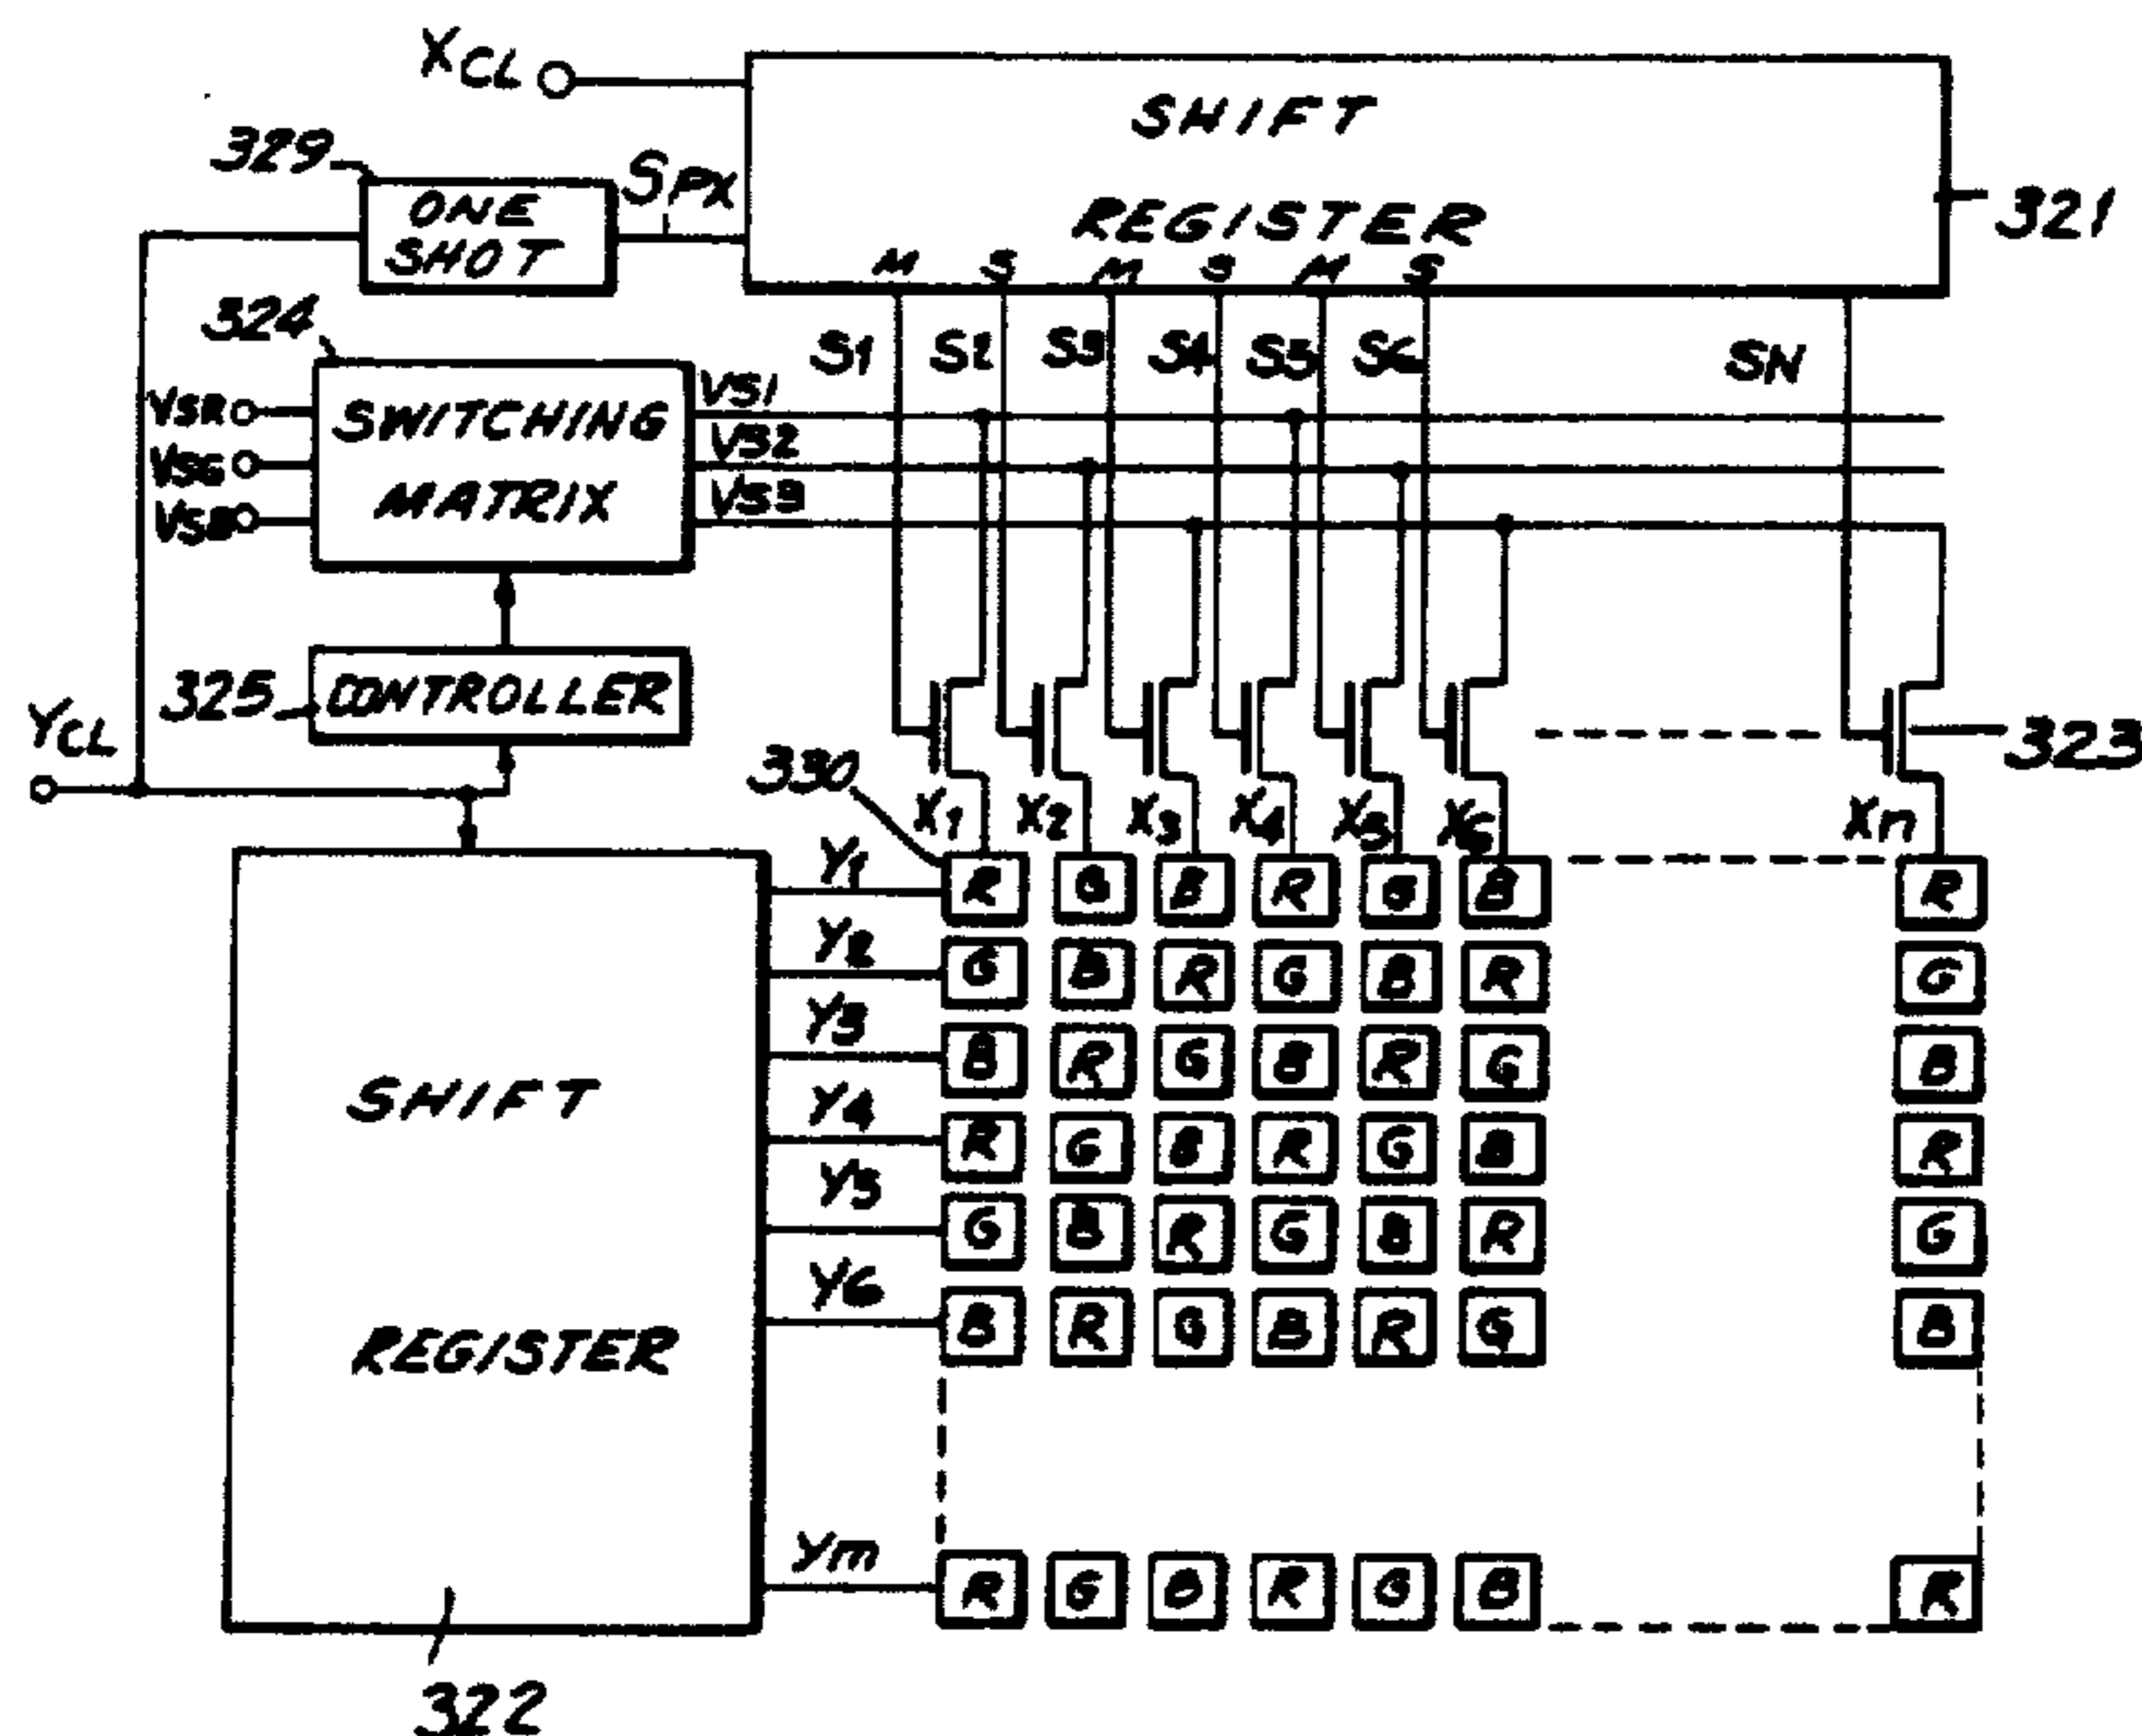 XCL
SHIFT
REGISTER
321
329
ONE
SHOT
SPX
M S M S M S
324
S1 S2 S3 S4 S5 S6 SN
VSR
VSG
VSB
SWITCHING
MATRIX
VS1
VS2
VS3
325
CONTROLLER
YCL
323
330
X1 X2 X3 X4 X5 X6 Xn
Y1 R G B R G B R
Y2 G B R G B R G
Y3 B R G B R G B
Y4 R G B R G B R
Y5 G B R G B R G
Y6 B R G B R G B
SHIFT
REGISTER
Ym R G B R G B R
322